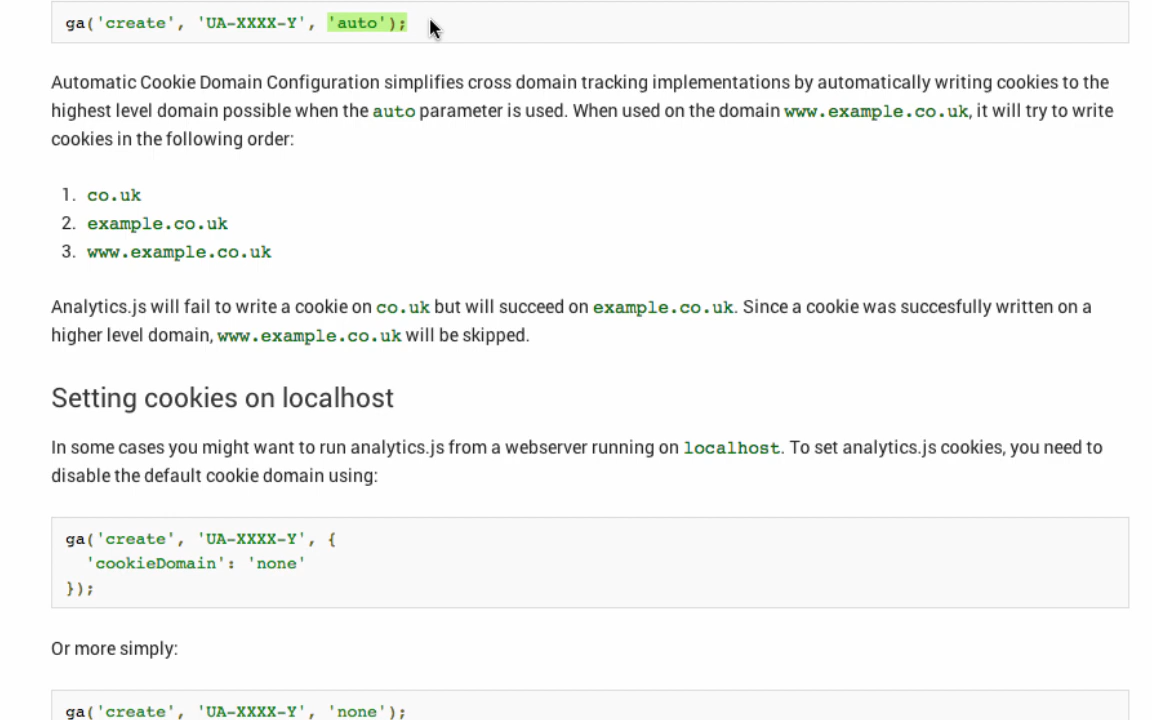 ga('create', 'UA-XXXX-Y', 'auto');
Automatic Cookie Domain Configuration simplifies cross domain tracking implementations by automatically writing cookies to the
highest level domain possible when the auto parameter is used. When used on the domain www.example.co.uk, it will try to write
cookies in the following order:
1. co.uk
2. example.co.uk
3. www.example.co.uk
Analytics.js will fail to write a cookie on co.uk but will succeed on example.co.uk. Since a cookie was succesfully written on a
higher level domain, www.example.co.uk will be skipped.
Setting cookies on localhost
In some cases you might want to run analytics.js from a webserver running on localhost. To set analytics.js cookies, you need to
disable the default cookie domain using:
ga('create', 'UA-XXXX-Y', {
  'cookieDomain': 'none'
});
Or more simply:
ga('create', 'UA-XXXX-Y', 'none');